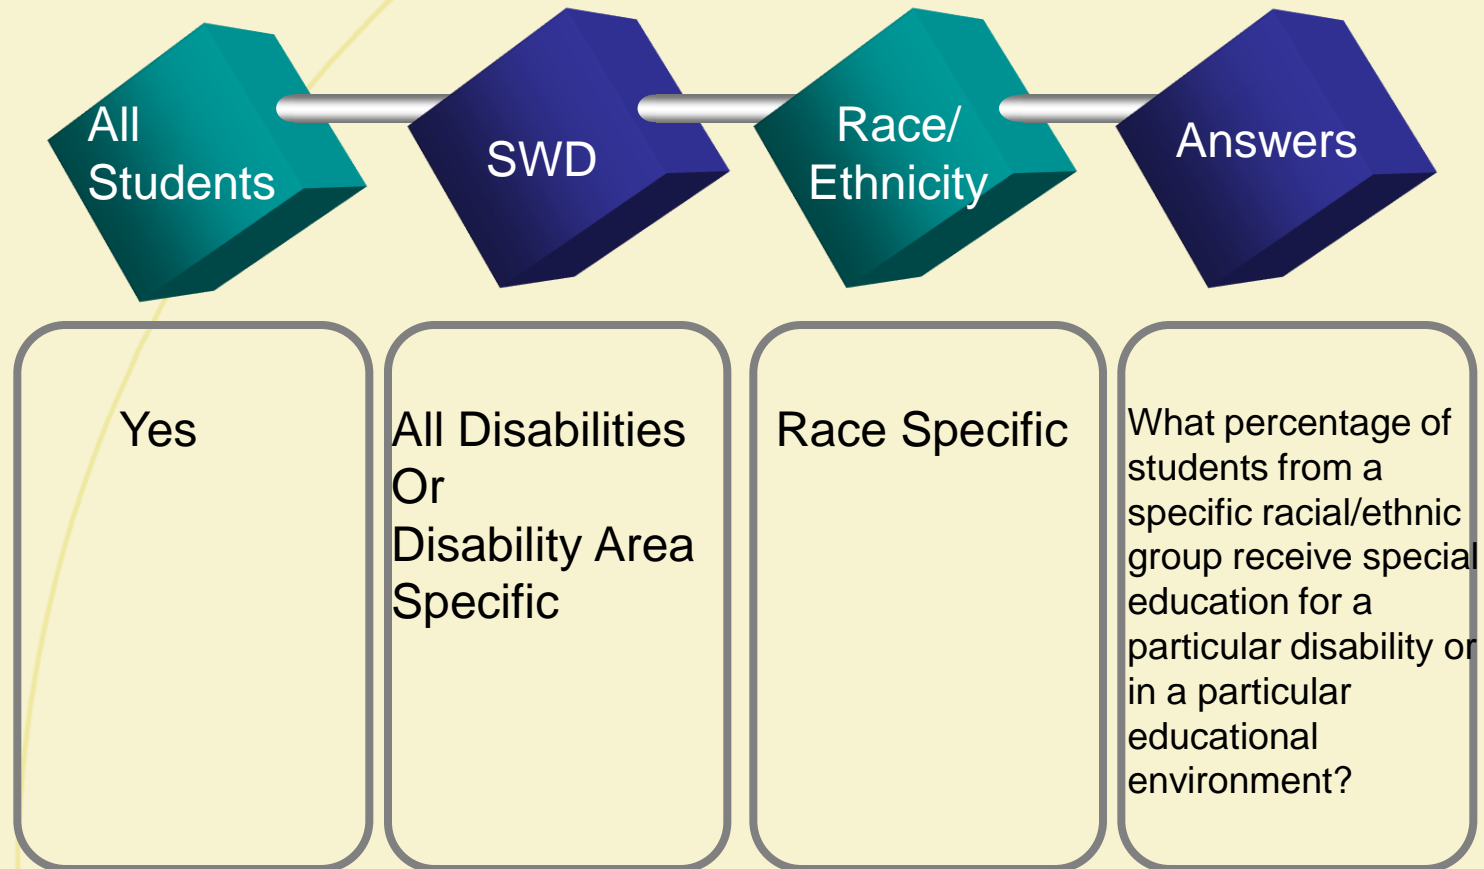 All
Students
SWD
Race/
Ethnicity
Answers
Yes
All Disabilities
Or
Disability Area
Specific
Race Specific
What percentage of
students from a
specific racial/ethnic
group receive special
education for a
particular disability or
in a particular
educational
environment?